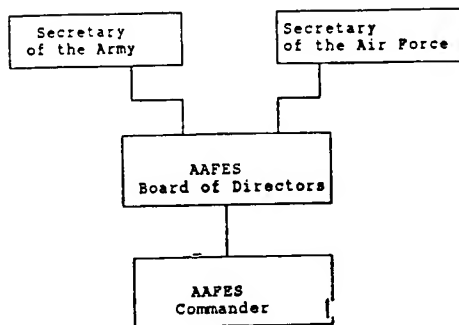 Secretary
of the Army
Secretary
of the Air Force
AAFES
Board of Directors
AAFES
Commander